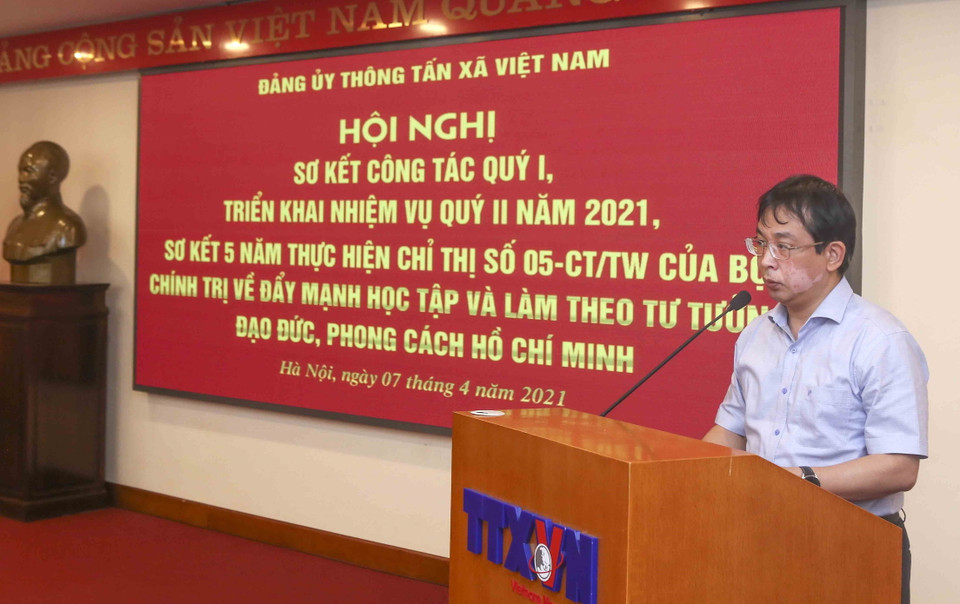 ĐẢNG CỘNG SẢN VIỆT NAM QUANG
ĐẢNG ỦY THÔNG TẤN XÃ VIỆT NAM
HỘI NGHỊ
SƠ KẾT CÔNG TÁC QUÝ I,
TRIỂN KHAI NHIỆM VỤ QUÝ II NĂM 2021,
SƠ KẾT 5 NĂM THỰC HIỆN CHỈ THỊ SỐ 05-CT/TW CỦA BỘ
CHÍNH TRỊ VỀ ĐẨY MẠNH HỌC TẬP VÀ LÀM THEO TƯ TƯỞNG
ĐẠO ĐỨC, PHONG CÁCH HỒ CHÍ MINH
Hà Nội, ngày 07 tháng 4 năm 2021
TTXVN
Vietnam